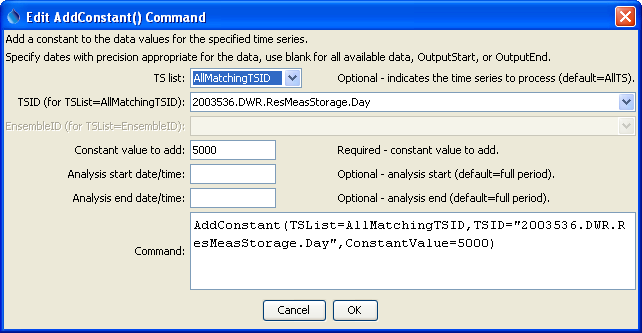 Edit AddConstant() Command
Add a constant to the data values for the specified time series.
Specify dates with precision appropriate for the data, use blank for all available data, OutputStart, or OutputEnd.
TS list: AllMatchingTSID Optional - indicates the time series to process (default=AllTS).
TSID (for TSList=AllMatchingTSID): 2003536.DWR.ResMeasStorage.Day
EnsembleID (for TSList=EnsembleID):
Constant value to add: 5000 Required - constant value to add.
Analysis start date/time: Optional - analysis start (default=full period).
Analysis end date/time: Optional - analysis end (default=full period).
Command: AddConstant(TSList=AllMatchingTSID,TSID="2003536.DWR.R
esMeasStorage.Day",ConstantValue=5000)
Cancel OK